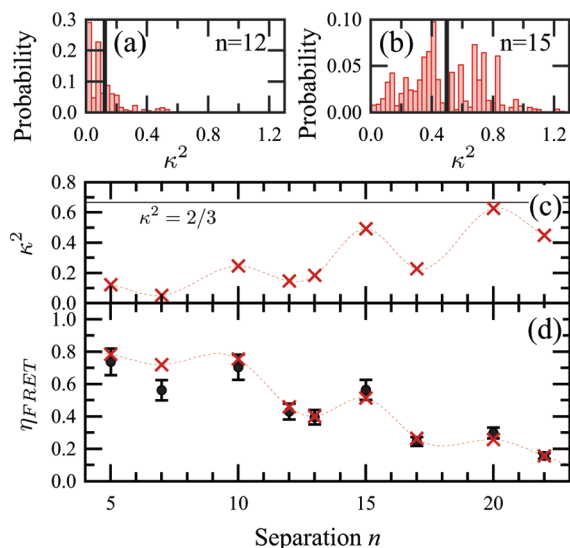 (a)
n=12
Probability
0.3
0.2
0.1
0.0
0.0 0.4 0.8 1.2
κ²
(b)
n=15
Probability
0.10
0.05
0.00
0.0 0.4 0.8 1.2
κ²
(c)
κ² = 2/3
κ²
0.8
0.6
0.4
0.2
0.0
(d)
ηFRET
1.0
0.8
0.6
0.4
0.2
0.0
5 10 15 20
Separation n